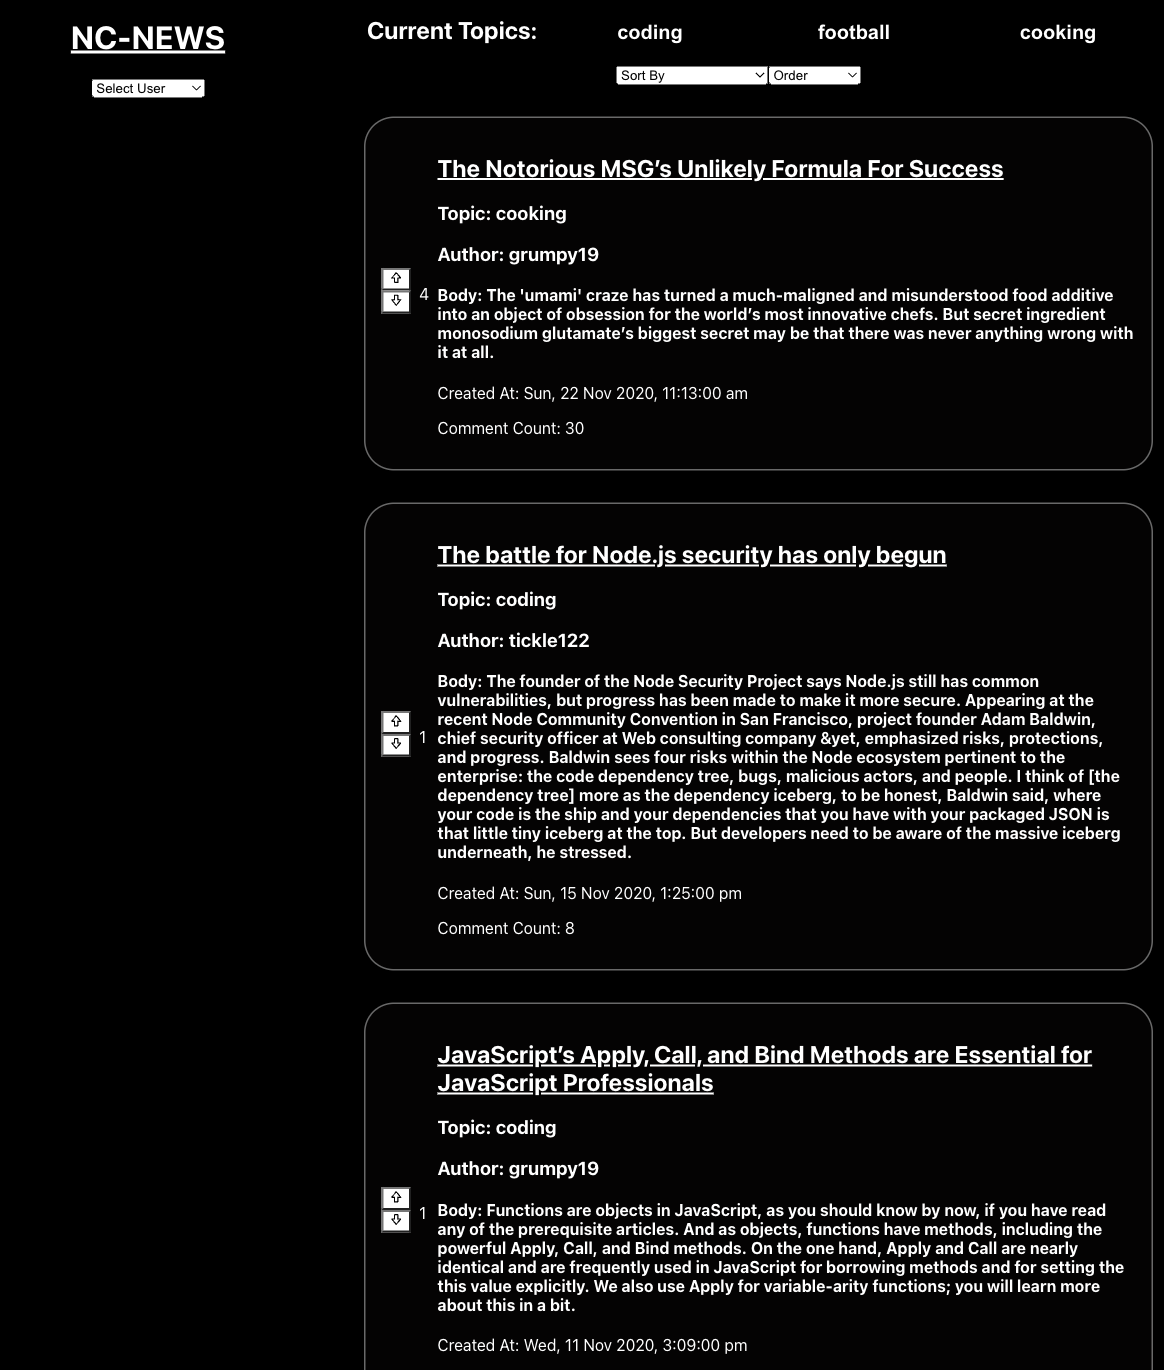 NC-NEWS
Select User
Current Topics:
coding
football
cooking
Sort By
Order
The Notorious MSG’s Unlikely Formula For Success
Topic: cooking
Author: grumpy19
4
Body: The 'umami' craze has turned a much-maligned and misunderstood food additive
into an object of obsession for the world’s most innovative chefs. But secret ingredient
monosodium glutamate’s biggest secret may be that there was never anything wrong with
it at all.
Created At: Sun, 22 Nov 2020, 11:13:00 am
Comment Count: 30
The battle for Node.js security has only begun
Topic: coding
Author: tickle122
1
Body: The founder of the Node Security Project says Node.js still has common
vulnerabilities, but progress has been made to make it more secure. Appearing at the
recent Node Community Convention in San Francisco, project founder Adam Baldwin,
chief security officer at Web consulting company &yet, emphasized risks, protections,
and progress. Baldwin sees four risks within the Node ecosystem pertinent to the
enterprise: the code dependency tree, bugs, malicious actors, and people. I think of [the
dependency tree] more as the dependency iceberg, to be honest, Baldwin said, where
your code is the ship and your dependencies that you have with your packaged JSON is
that little tiny iceberg at the top. But developers need to be aware of the massive iceberg
underneath, he stressed.
Created At: Sun, 15 Nov 2020, 1:25:00 pm
Comment Count: 8
JavaScript’s Apply, Call, and Bind Methods are Essential for
JavaScript Professionals
Topic: coding
Author: grumpy19
1
Body: Functions are objects in JavaScript, as you should know by now, if you have read
any of the prerequisite articles. And as objects, functions have methods, including the
powerful Apply, Call, and Bind methods. On the one hand, Apply and Call are nearly
identical and are frequently used in JavaScript for borrowing methods and for setting the
this value explicitly. We also use Apply for variable-arity functions; you will learn more
about this in a bit.
Created At: Wed, 11 Nov 2020, 3:09:00 pm